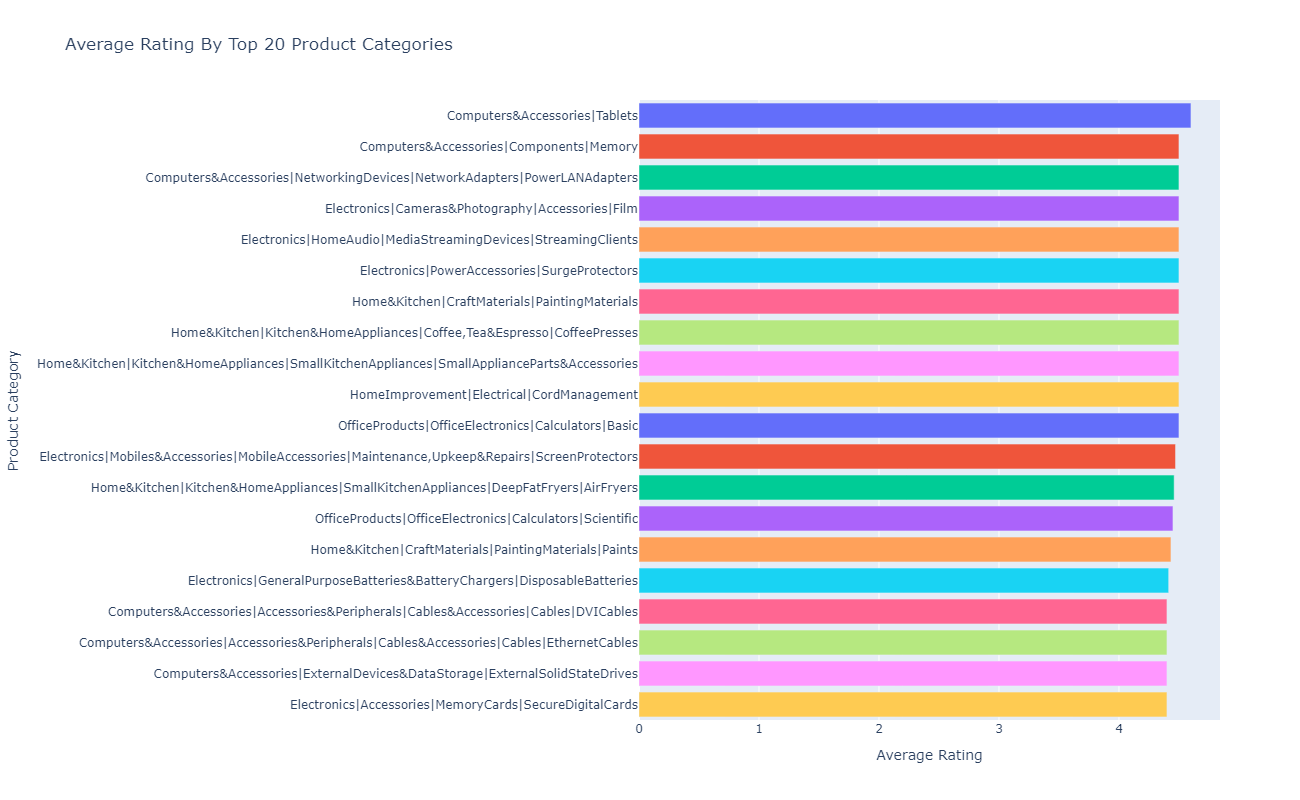 Average Rating By Top 20 Product Categories
Computers&Accessories|Tablets
Computers&Accessories|Components|Memory
Computers&Accessories|NetworkingDevices|NetworkAdapters|PowerLANAdapters
Electronics|Cameras&Photography|Accessories|Film
Electronics|HomeAudio|MediaStreamingDevices|StreamingClients
Electronics|PowerAccessories|SurgeProtectors
Home&Kitchen|CraftMaterials|PaintingMaterials
Home&Kitchen|Kitchen&HomeAppliances|Coffee,Tea&Espresso|CoffeePresses
Home&Kitchen|Kitchen&HomeAppliances|SmallKitchenAppliances|SmallApplianceParts&Accessories
HomeImprovement|Electrical|CordManagement
OfficeProducts|OfficeElectronics|Calculators|Basic
Electronics|Mobiles&Accessories|MobileAccessories|Maintenance,Upkeep&Repairs|ScreenProtectors
Home&Kitchen|Kitchen&HomeAppliances|SmallKitchenAppliances|DeepFatFryers|AirFryers
OfficeProducts|OfficeElectronics|Calculators|Scientific
Home&Kitchen|CraftMaterials|PaintingMaterials|Paints
Electronics|GeneralPurposeBatteries&BatteryChargers|DisposableBatteries
Computers&Accessories|Accessories&Peripherals|Cables&Accessories|Cables|DVICables
Computers&Accessories|Accessories&Peripherals|Cables&Accessories|Cables|EthernetCables
Computers&Accessories|ExternalDevices&DataStorage|ExternalSolidStateDrives
Electronics|Accessories|MemoryCards|SecureDigitalCards
Product Category
0 1 2 3 4
Average Rating